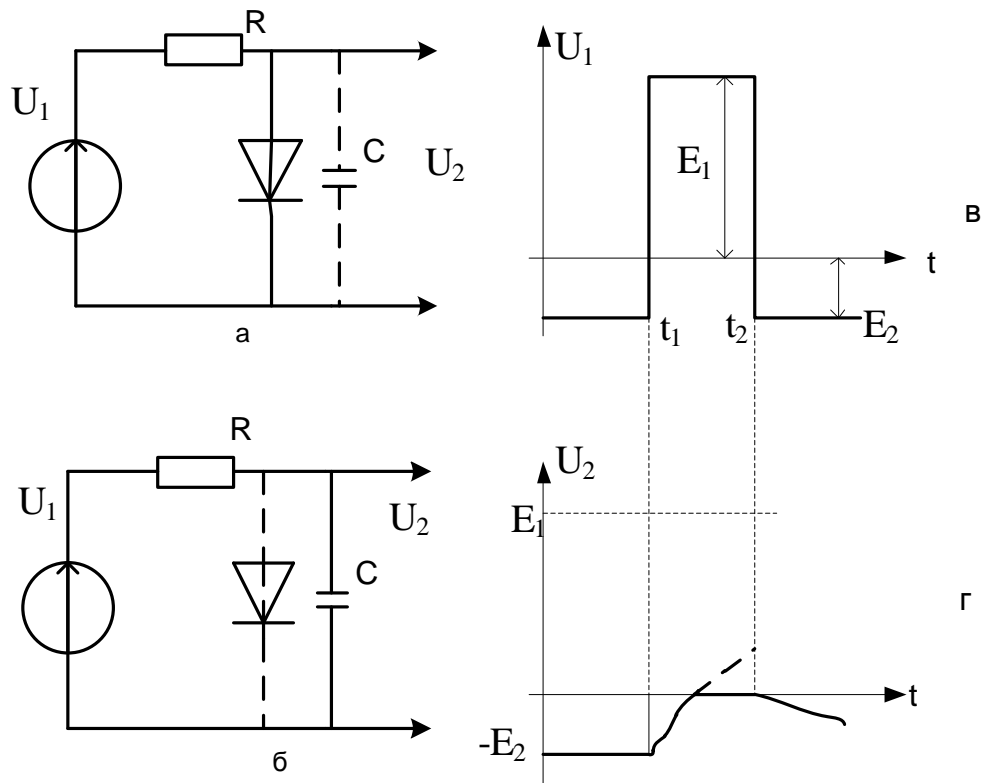 R
U₁
C
U₂
а
U₁
E₁
t
t₁
t₂
E₂
в
R
U₁
U₂
C
б
U₂
E₁
t
-E₂
г